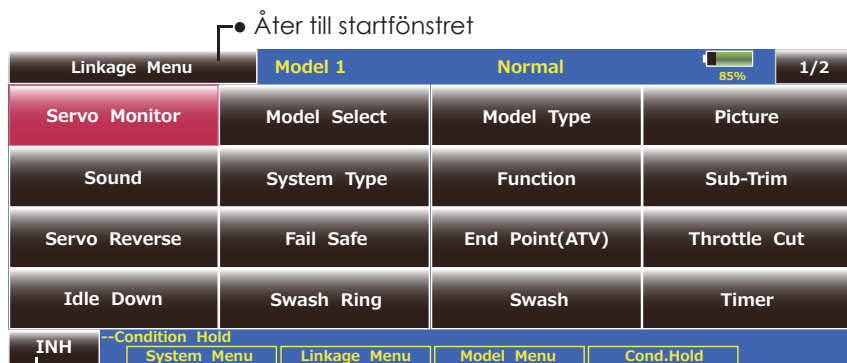 Åter till startfönstret
Linkage Menu Model 1 Normal 85% 1/2
Servo Monitor Model Select Model Type Picture
Sound System Type Function Sub-Trim
Servo Reverse Fail Safe End Point(ATV) Throttle Cut
Idle Down Swash Ring Swash Timer
INH --Condition Hold
System Menu Linkage Menu Model Menu Cond.Hold